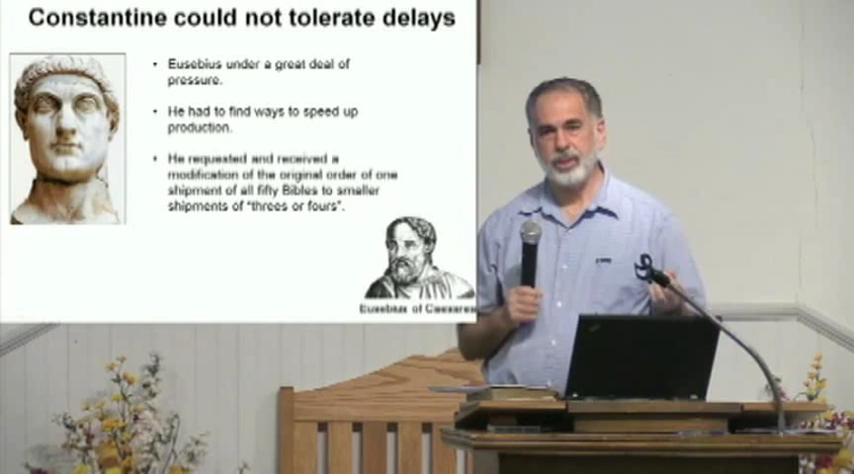 Constantine could not tolerate delays
• Eusebius under a great deal of
pressure.
• He had to find ways to speed up
production.
• He requested and received a
modification of the original order of one
shipment of all fifty Bibles to smaller
shipments of "threes or fours".
Eusebius of Caesarea